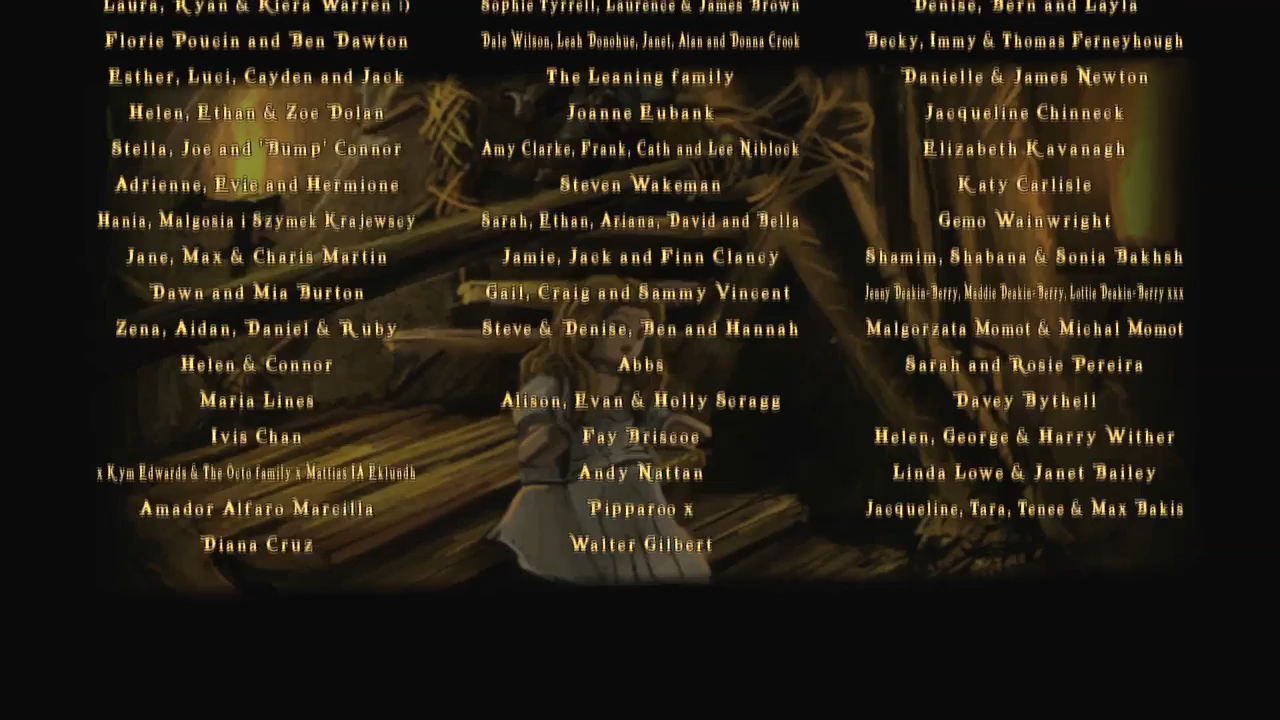 Laura, Ryan & Kiera Warren :)
Florie Poucin and Ben Dawton
Esther, Luci, Cayden and Jack
Helen, Ethan & Zoe Dolan
Stella, Joe and 'Bump' Connor
Adrienne, Evie and Hermione
Hania, Malgosia i Szymek Krajewscy
Jane, Max & Charis Martin
Dawn and Mia Burton
Zena, Aidan, Daniel & Ruby
Helen & Connor
Maria Lines
Ivis Chan
x Kym Edwards & The Octo family x Mattias IA Eklundh
Amador Alfaro Marcilla
Diana Cruz
Sophie Tyrrell, Laurence & James Brown
Dale Wilson, Leah Donohue, Janet, Alan and Donna Crook
The Leaning family
Joanne Eubank
Amy Clarke, Frank, Cath and Lee Niblock
Steven Wakeman
Sarah, Ethan, Ariana, David and Bella
Jamie, Jack and Finn Clancy
Gail, Craig and Sammy Vincent
Steve & Denise, Ben and Hannah
Abbs
Alison, Evan & Holly Scragg
Fay Briscoe
Andy Nattan
Pipparoo x
Walter Gilbert
Denise, Bern and Layla
Becky, Immy & Thomas Ferneyhough
Danielle & James Newton
Jacqueline Chinneck
Elizabeth Kavanagh
Katy Carlisle
Gemo Wainwright
Shamim, Shabana & Sonia Bakhsh
Jenny Deakin-Berry, Maddie Deakin-Berry, Lottie Deakin-Berry xxx
Malgorzata Momot & Michal Momot
Sarah and Rosie Pereira
Davey Bythell
Helen, George & Harry Wither
Linda Lowe & Janet Bailey
Jacqueline, Tara, Tenee & Max Bakis